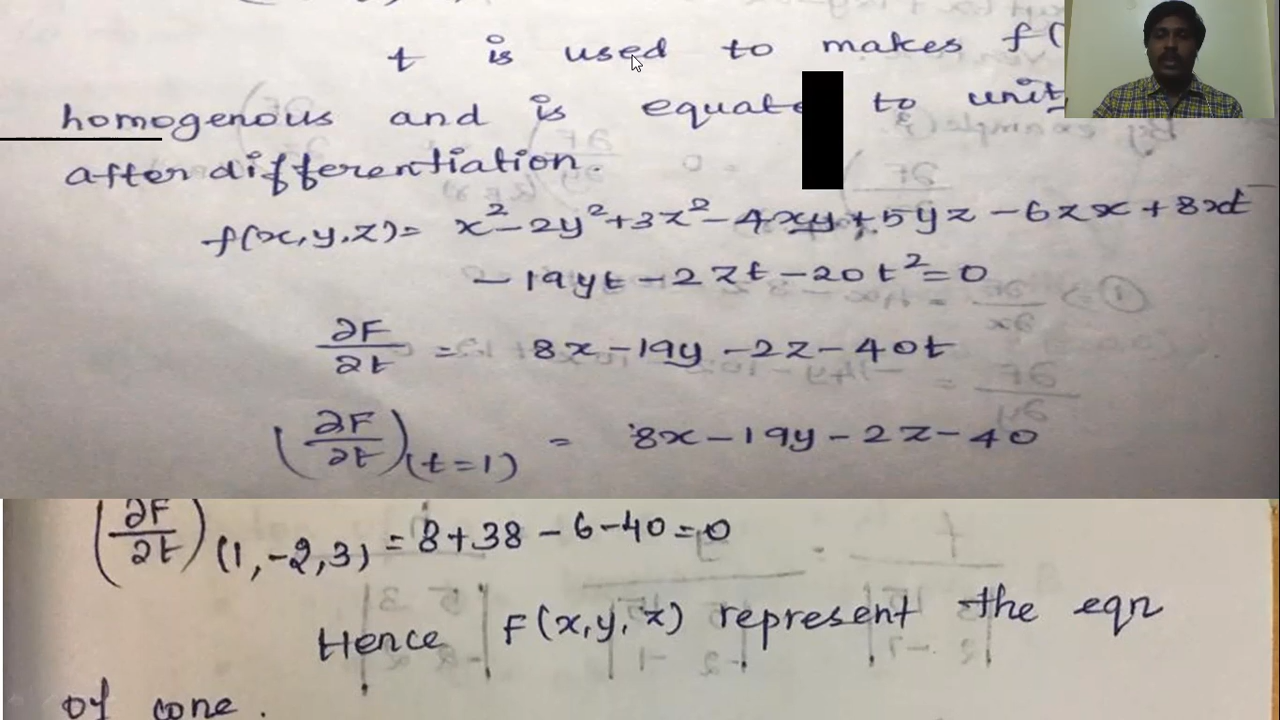 t is used to makes f(
homogenous and is equate to unit
after differentiation.
f(x,y,z)= x²-2y²+3z²-4xy+5yz-6zx+8xt
-19yt-2zt-20t²=0
∂F/∂t = 8x-19y-2z-40t
(∂F/∂t)(t=1) = 8x-19y-2z-40
(∂F/∂t)(1,-2,3) = 8+38-6-40=0
Hence F(x,y,z) represent the eqn
of cone.